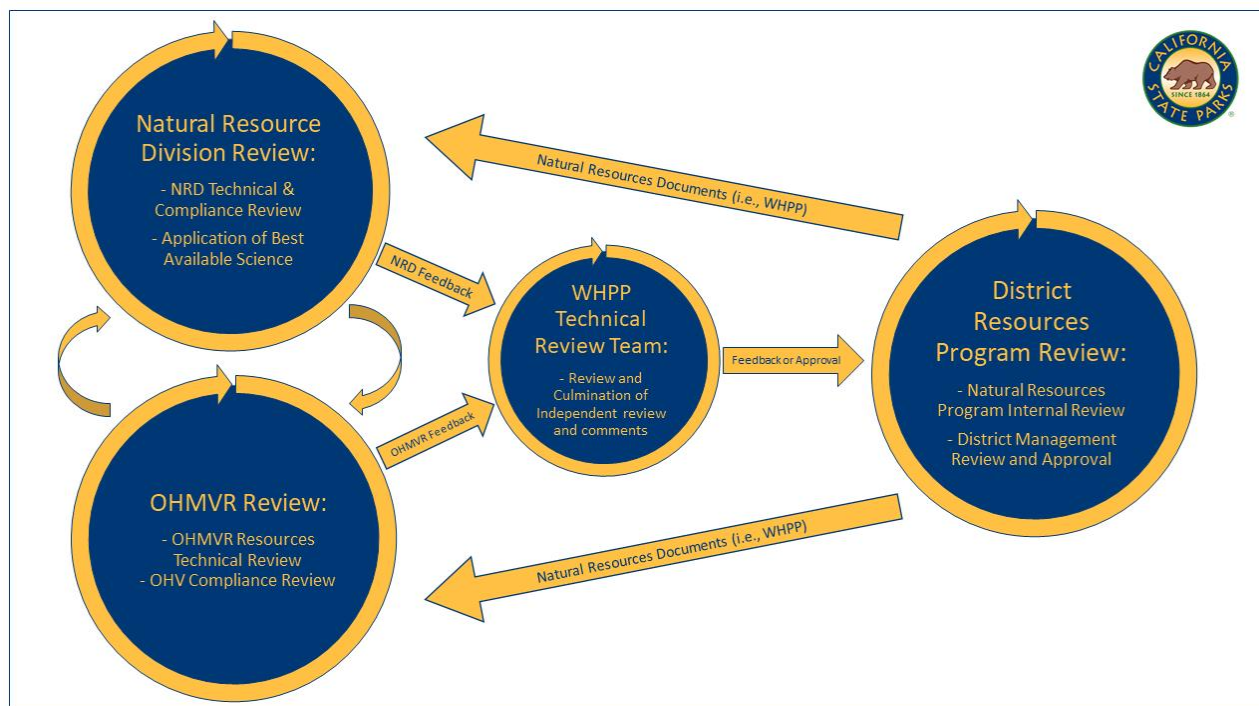 Natural Resource
Division Review:
- NRD Technical &
Compliance Review
- Application of Best
Available Science
OHMVR Review:
- OHMVR Resources
Technical Review
- OHV Compliance Review
NRD Feedback
OHMVR Feedback
WHPP
Technical
Review Team:
- Review and
Culmination of
Independent review
and comments
Feedback or Approval
Natural Resources Documents (i.e., WHPP)
District
Resources
Program Review:
- Natural Resources
Program Internal Review
- District Management
Review and Approval
Natural Resources Documents (i.e., WHPP)
CALIFORNIA
SINCE 1864
STATE PARKS
®